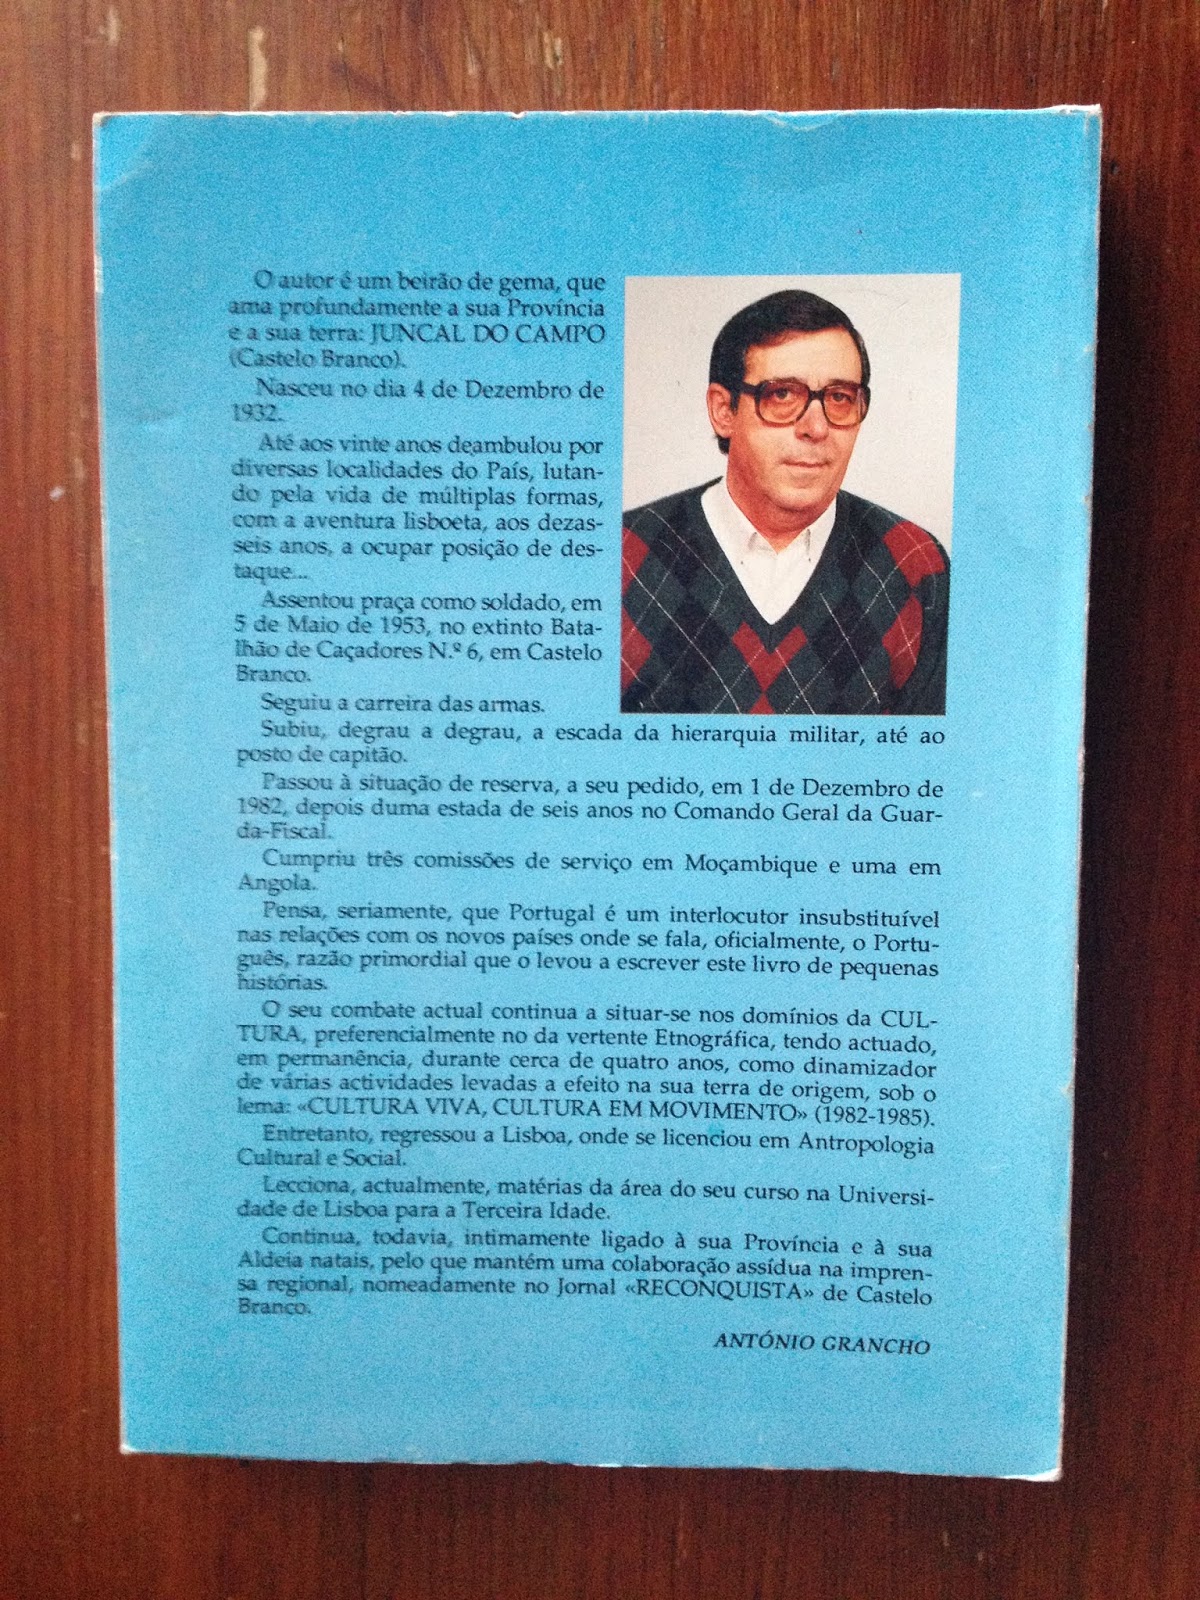 O autor é um beirão de gema, que
ama profundamente a sua Província
e a sua terra: JUNCAL DO CAMPO
(Castelo Branco).
Nasceu no dia 4 de Dezembro de
1932.
Até aos vinte anos deambulou por
diversas localidades do País, lutan-
do pela vida de múltiplas formas,
com a aventura lisboeta, aos dezas-
seis anos, a ocupar posição de des-
taque...
Assentou praça como soldado, em
5 de Maio de 1953, no extinto Bata-
lhão de Caçadores N.º 6, em Castelo
Branco.
Seguiu a carreira das armas.
Subiu, degrau a degrau, a escada da hierarquia militar, até ao
posto de capitão.
Passou à situação de reserva, a seu pedido, em 1 de Dezembro de
1982, depois duma estada de seis anos no Comando Geral da Guar-
da-Fiscal.
Cumpriu três comissões de serviço em Moçambique e uma em
Angola.
Pensa, seriamente, que Portugal é um interlocutor insubstituível
nas relações com os novos países onde se fala, oficialmente, o Portu-
guês, razão primordial que o levou a escrever este livro de pequenas
histórias.
O seu combate actual continua a situar-se nos domínios da CUL-
TURA, preferencialmente no da vertente Etnográfica, tendo actuado,
em permanência, durante cerca de quatro anos, como dinamizador
de várias actividades levadas a efeito na sua terra de origem, sob o
lema: «CULTURA VIVA, CULTURA EM MOVIMENTO» (1982-1985).
Entretanto, regressou a Lisboa, onde se licenciou em Antropologia
Cultural e Social.
Lecciona, actualmente, matérias da área do seu curso na Universi-
dade de Lisboa para a Terceira Idade.
Continua, todavia, intimamente ligado à sua Província e à sua
Aldeia natais, pelo que mantém uma colaboração assídua na impren-
sa regional, nomeadamente no Jornal «RECONQUISTA» de Castelo
Branco.
ANTÓNIO GRANCHO